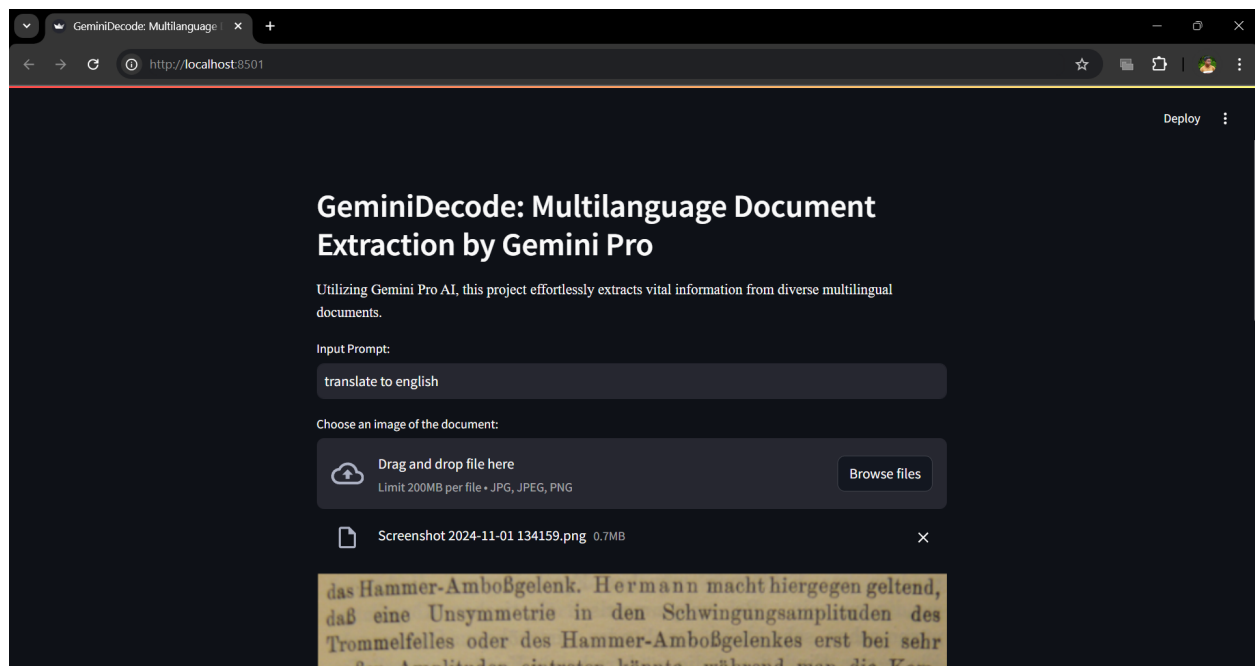 GeminiDecode: Multilanguage
http://localhost:8501
Deploy
GeminiDecode: Multilanguage Document
Extraction by Gemini Pro
Utilizing Gemini Pro AI, this project effortlessly extracts vital information from diverse multilingual
documents.
Input Prompt:
translate to english
Choose an image of the document:
Drag and drop file here
Limit 200MB per file • JPG, JPEG, PNG
Browse files
Screenshot 2024-11-01 134159.png 0.7MB
das Hammer-Amboßgelenk. Hermann macht hiergegen geltend,
daß eine Unsymmetrie in den Schwingungsamplituden des
Trommelfelles oder des Hammer-Amboßgelenkes erst bei sehr